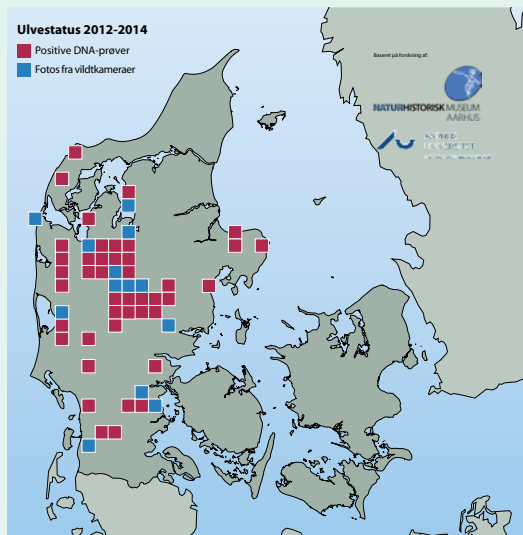 Ulvestatus 2012-2014
Positive DNA-prøver
Fotos fra vildtkameraer
Baseret på forskning af:
NATURHISTORISK MUSEUM
AARHUS